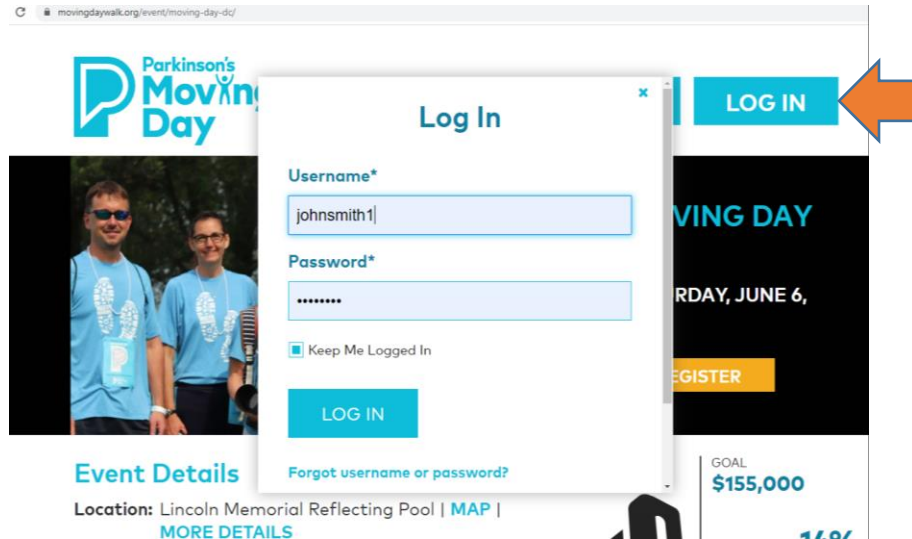 movingdaywalk.org/event/moving-day-dc/
Parkinson's
Moving
Day
LOG IN
Log In
Username*
johnsmith1
Password*
••••••••
Keep Me Logged In
LOG IN
Forgot username or password?
VING DAY
RDAY, JUNE 6,
EGISTER
Event Details
Location: Lincoln Memorial Reflecting Pool | MAP |
MORE DETAILS
GOAL
$155,000
14%